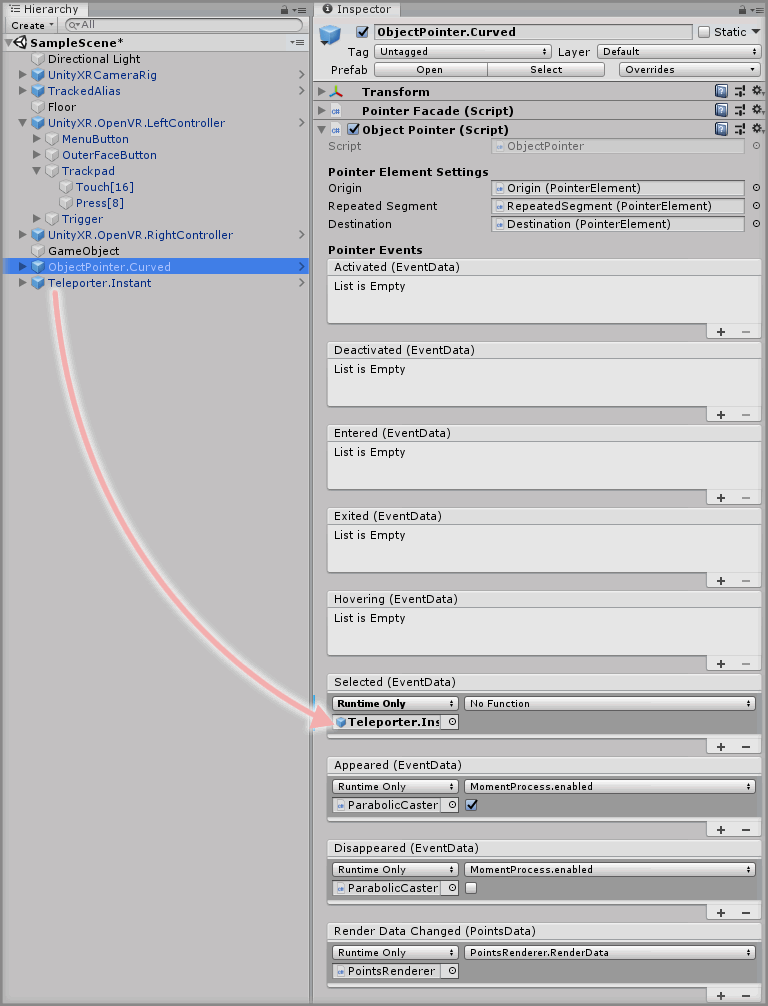 Hierarchy
Create
All
SampleScene*
Directional Light
UnityXRCameraRig
TrackedAlias
Floor
UnityXR.OpenVR.LeftController
MenuButton
OuterFaceButton
Trackpad
Touch[16]
Press[8]
Trigger
UnityXR.OpenVR.RightController
GameObject
ObjectPointer.Curved
Teleporter.Instant
Inspector
ObjectPointer.Curved
Static
Tag Untagged Layer Default
Prefab Open Select Overrides
Transform
Pointer Facade (Script)
Object Pointer (Script)
Script ObjectPointer
Pointer Element Settings
Origin Origin (PointerElement)
Repeated Segment RepeatedSegment (PointerElement)
Destination Destination (PointerElement)
Pointer Events
Activated (EventData)
List is Empty
+ −
Deactivated (EventData)
List is Empty
+ −
Entered (EventData)
List is Empty
+ −
Exited (EventData)
List is Empty
+ −
Hovering (EventData)
List is Empty
+ −
Selected (EventData)
Runtime Only No Function
Teleporter.Ins
+ −
Appeared (EventData)
Runtime Only MomentProcess.enabled
ParabolicCaster
+ −
Disappeared (EventData)
Runtime Only MomentProcess.enabled
ParabolicCaster
+ −
Render Data Changed (PointsData)
Runtime Only PointsRenderer.RenderData
PointsRenderer
+ −